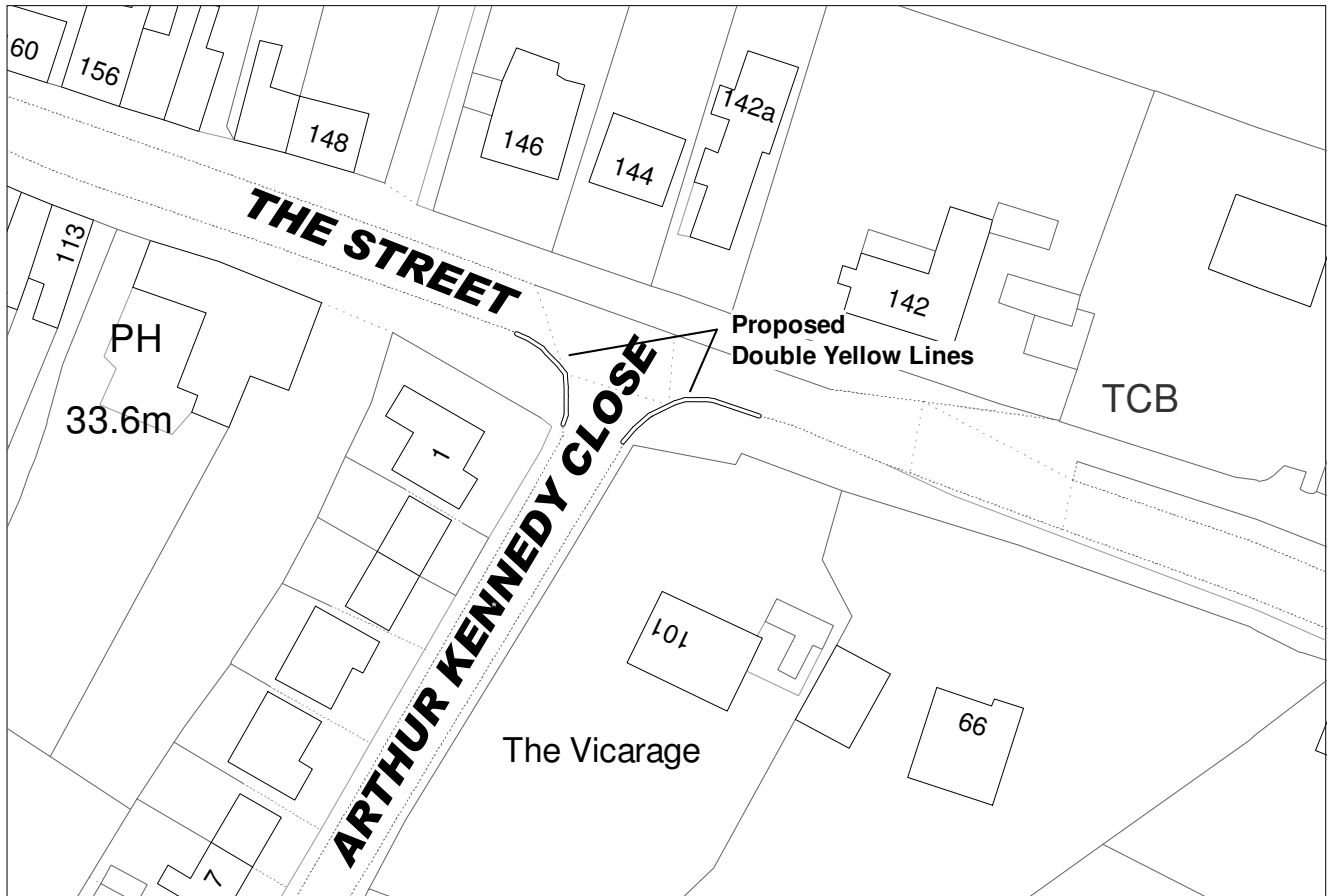 60
156
148
146
144
142a
THE STREET
113
PH
33.6m
142
Proposed
Double Yellow Lines
TCB
1
ARTHUR KENNEDY CLOSE
101
The Vicarage
99
7